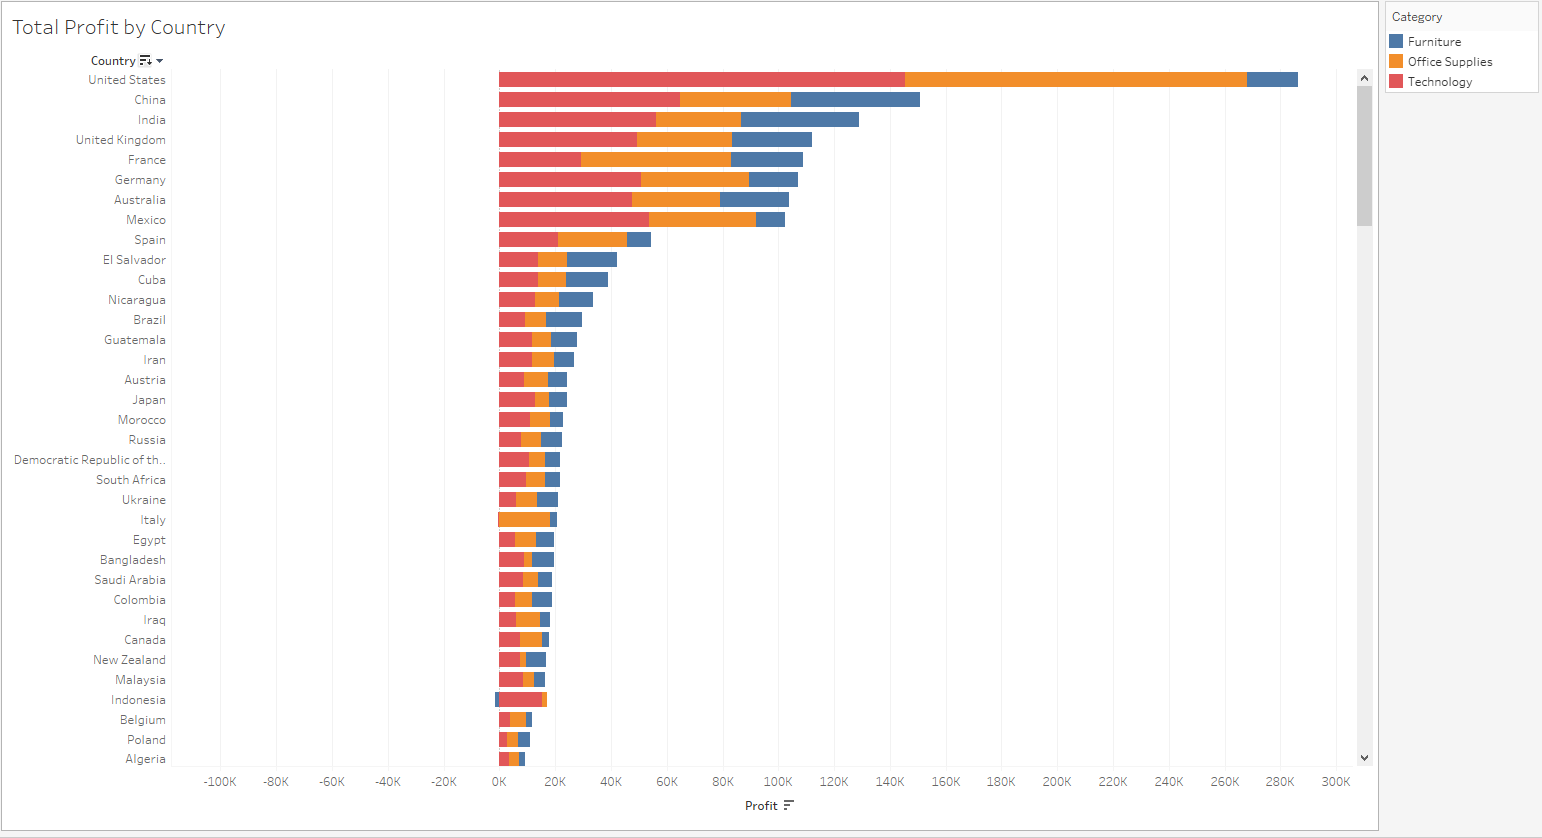 Total Profit by Country
Country
United States
China
India
United Kingdom
France
Germany
Australia
Mexico
Spain
El Salvador
Cuba
Nicaragua
Brazil
Guatemala
Iran
Austria
Japan
Morocco
Russia
Democratic Republic of th..
South Africa
Ukraine
Italy
Egypt
Bangladesh
Saudi Arabia
Colombia
Iraq
Canada
New Zealand
Malaysia
Indonesia
Belgium
Poland
Algeria
-100K -80K -60K -40K -20K 0K 20K 40K 60K 80K 100K 120K 140K 160K 180K 200K 220K 240K 260K 280K 300K
Profit
Category
Furniture
Office Supplies
Technology